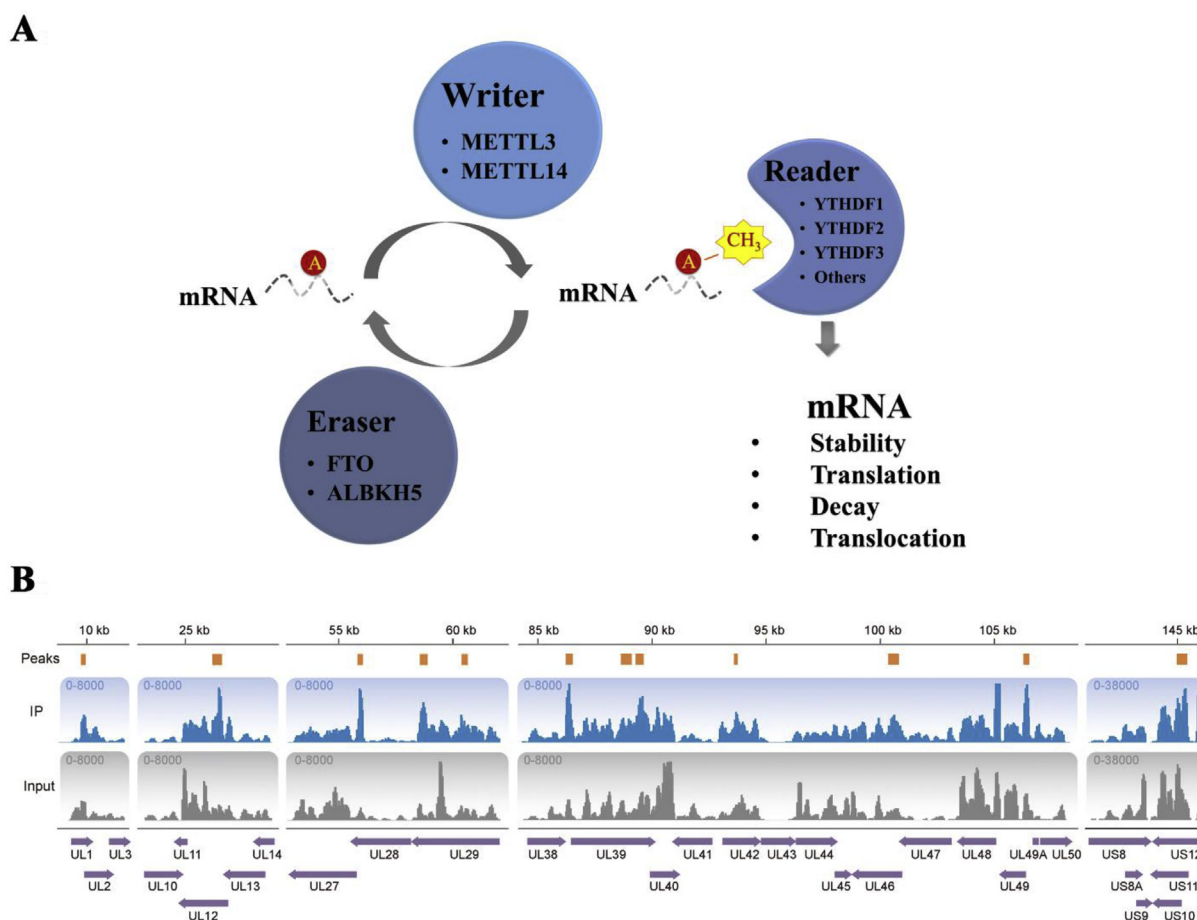 A
Writer
• METTL3
• METTL14
Reader
• YTHDF1
• YTHDF2
• YTHDF3
• Others
CH3
A
mRNA
A
mRNA
Eraser
• FTO
• ALBKH5
mRNA
• Stability
• Translation
• Decay
• Translocation
B
10 kb 25 kb 55 kb 60 kb 85 kb 90 kb 95 kb 100 kb 105 kb 145 kb
Peaks
0-8000 0-8000 0-8000 0-8000 0-38000
IP
0-8000 0-8000 0-8000 0-8000 0-38000
Input
UL1 UL3 UL11 UL14 UL28 UL29 UL38 UL39 UL41 UL42 UL43 UL44 UL47 UL48 UL49A UL50 US8 US12
UL2 UL10 UL13 UL27 UL40 UL45 UL46 UL49 US8A US11
UL12 US9 US10